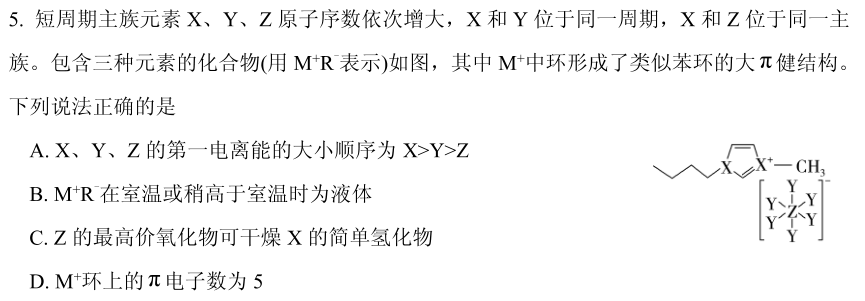 5. 短周期主族元素 X、Y、Z 原子序数依次增大，X 和 Y 位于同一周期，X 和 Z 位于同一主
族。包含三种元素的化合物(用 M⁺R⁻表示)如图，其中 M⁺中环形成了类似苯环的大π健结构。
下列说法正确的是
A. X、Y、Z 的第一电离能的大小顺序为 X>Y>Z
B. M⁺R⁻在室温或稍高于室温时为液体
C. Z 的最高价氧化物可干燥 X 的简单氢化物
D. M⁺环上的π电子数为 5
X X⁺ CH₃
Y
Y Y
Z
Y Y
Y
⁻